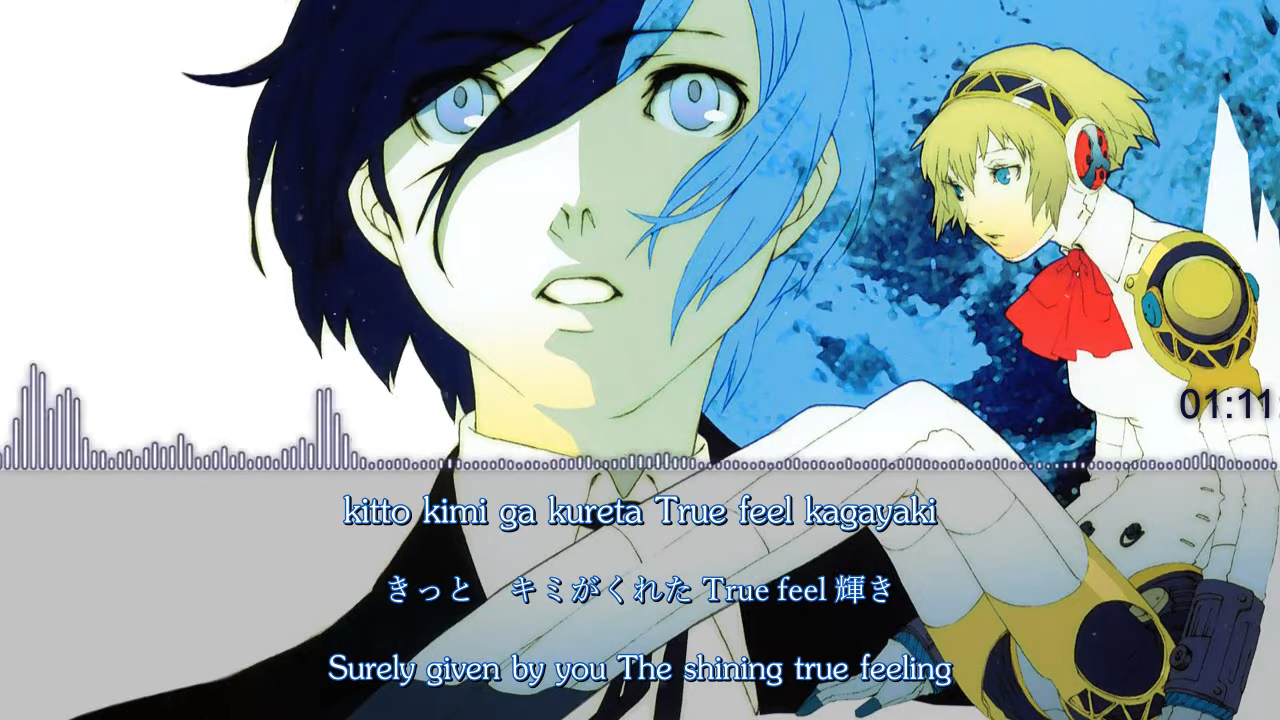 01:11
kitto kimi ga kureta True feel kagayaki
きっと　キミがくれた True feel 輝き
Surely given by you The shining true feeling